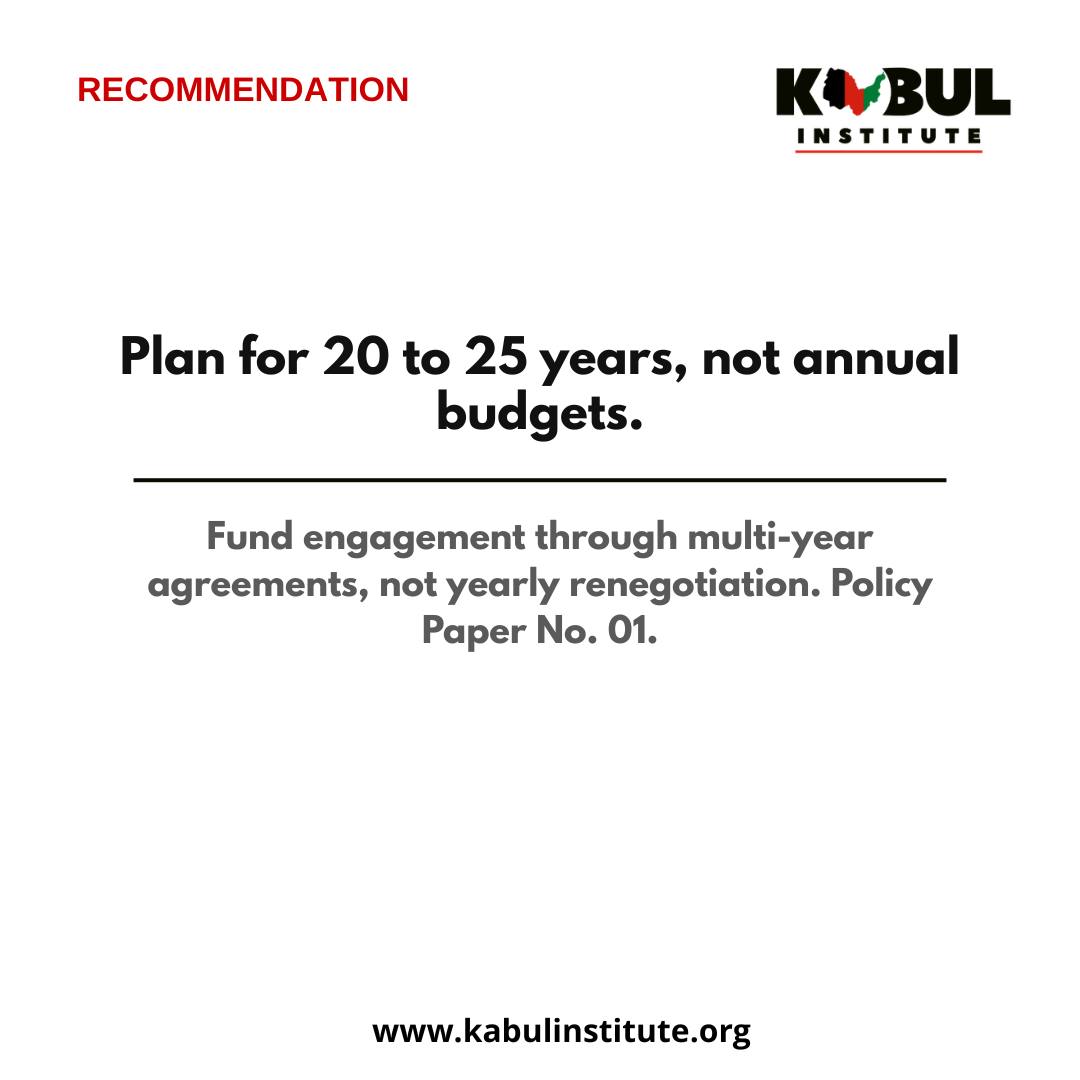 RECOMMENDATION
KABUL
INSTITUTE
Plan for 20 to 25 years, not annual
budgets.
Fund engagement through multi-year
agreements, not yearly renegotiation. Policy
Paper No. 01.
www.kabulinstitute.org